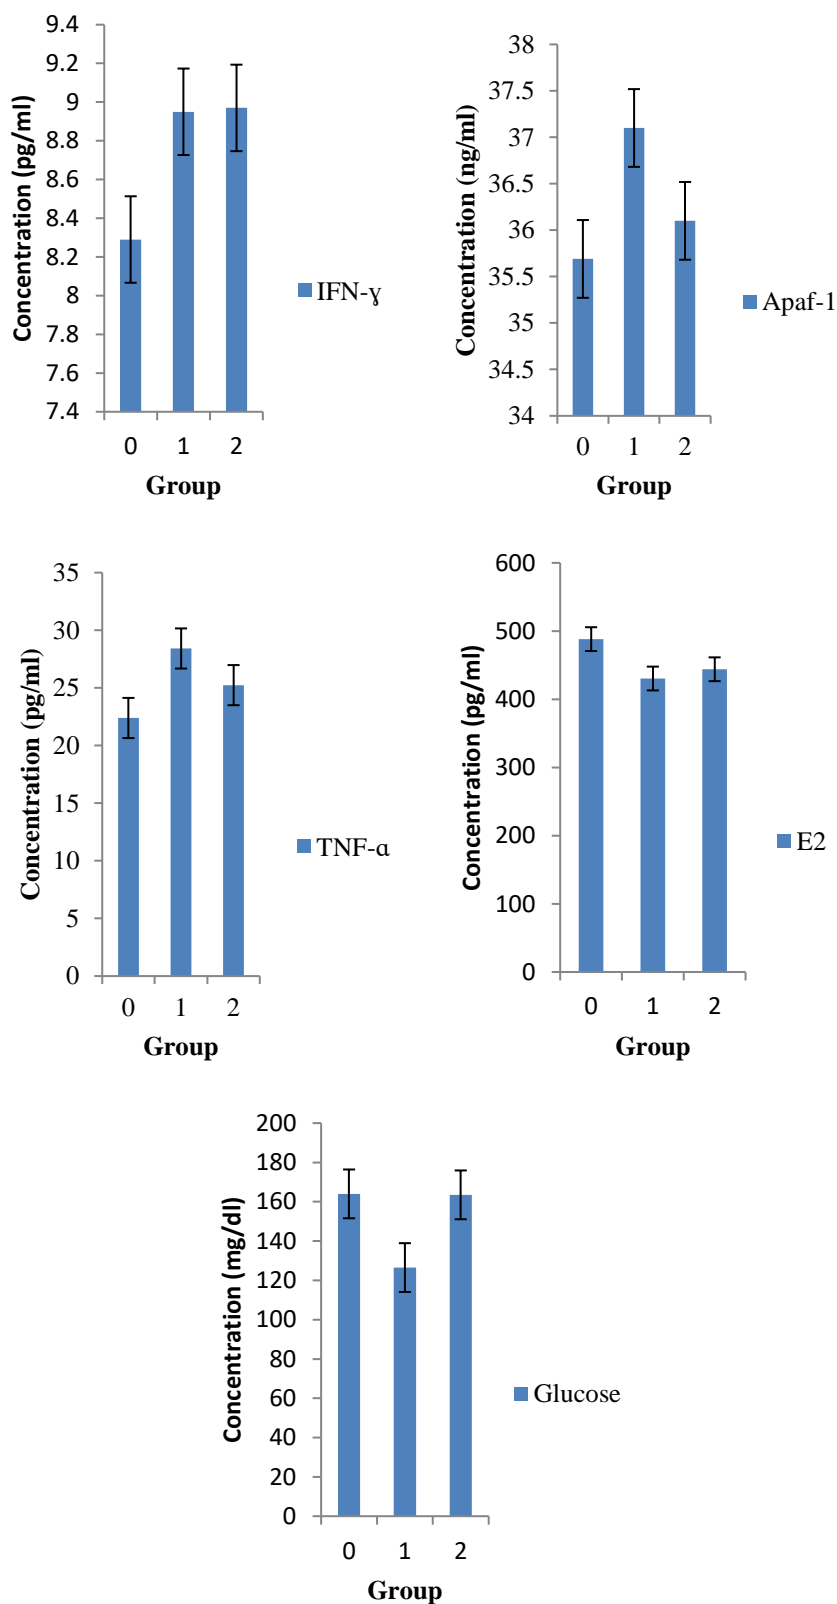 9.4
9.2
9
8.8
8.6
8.4
8.2
8
7.8
7.6
7.4
Concentration (pg/ml)
0 1 2
Group
IFN-ɣ
38
37.5
37
36.5
36
35.5
35
34.5
34
Concentration (ng/ml)
0 1 2
Group
Apaf-1
35
30
25
20
15
10
5
0
Concentration (pg/ml)
0 1 2
Group
TNF-α
600
500
400
300
200
100
0
Concentration (pg/ml)
0 1 2
Group
E2
200
180
160
140
120
100
80
60
40
20
0
Concentration (mg/dl)
0 1 2
Group
Glucose